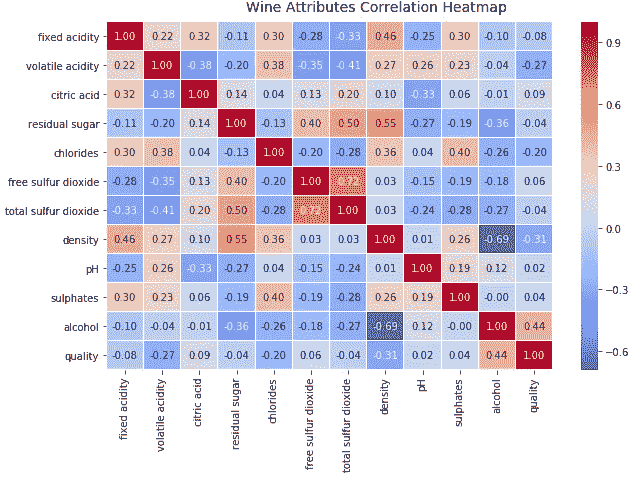 Wine Attributes Correlation Heatmap
fixed acidity 1.00 0.22 0.32 -0.11 0.30 -0.28 -0.33 0.46 -0.25 0.30 -0.10 -0.08
volatile acidity 0.22 1.00 -0.38 -0.20 0.38 -0.35 -0.41 0.27 0.26 0.23 -0.04 -0.27
citric acid 0.32 -0.38 1.00 0.14 0.04 0.13 0.20 0.10 -0.33 0.06 -0.01 0.09
residual sugar -0.11 -0.20 0.14 1.00 -0.13 0.40 0.50 0.55 -0.27 -0.19 -0.36 -0.04
chlorides 0.30 0.38 0.04 -0.13 1.00 -0.20 -0.28 0.36 0.04 0.40 -0.26 -0.20
free sulfur dioxide -0.28 -0.35 0.13 0.40 -0.20 1.00 0.03 -0.15 -0.19 -0.18 0.06
total sulfur dioxide -0.33 -0.41 0.20 0.50 -0.28 1.00 0.03 -0.24 -0.28 -0.27 -0.04
density 0.46 0.27 0.10 0.55 0.36 0.03 0.03 1.00 0.01 0.26 -0.69 -0.31
pH -0.25 0.26 -0.33 -0.27 0.04 -0.15 -0.24 0.01 1.00 0.19 0.12 0.02
sulphates 0.30 0.23 0.06 -0.19 0.40 -0.19 -0.28 0.26 0.19 1.00 -0.00 0.04
alcohol -0.10 -0.04 -0.01 -0.36 -0.26 -0.18 -0.27 -0.69 0.12 -0.00 1.00 0.44
quality -0.08 -0.27 0.09 -0.04 -0.20 0.06 -0.04 -0.31 0.02 0.04 0.44 1.00
fixed acidity
volatile acidity
citric acid
residual sugar
chlorides
free sulfur dioxide
total sulfur dioxide
density
pH
sulphates
alcohol
quality
0.9
0.6
0.3
0.0
−0.3
−0.6